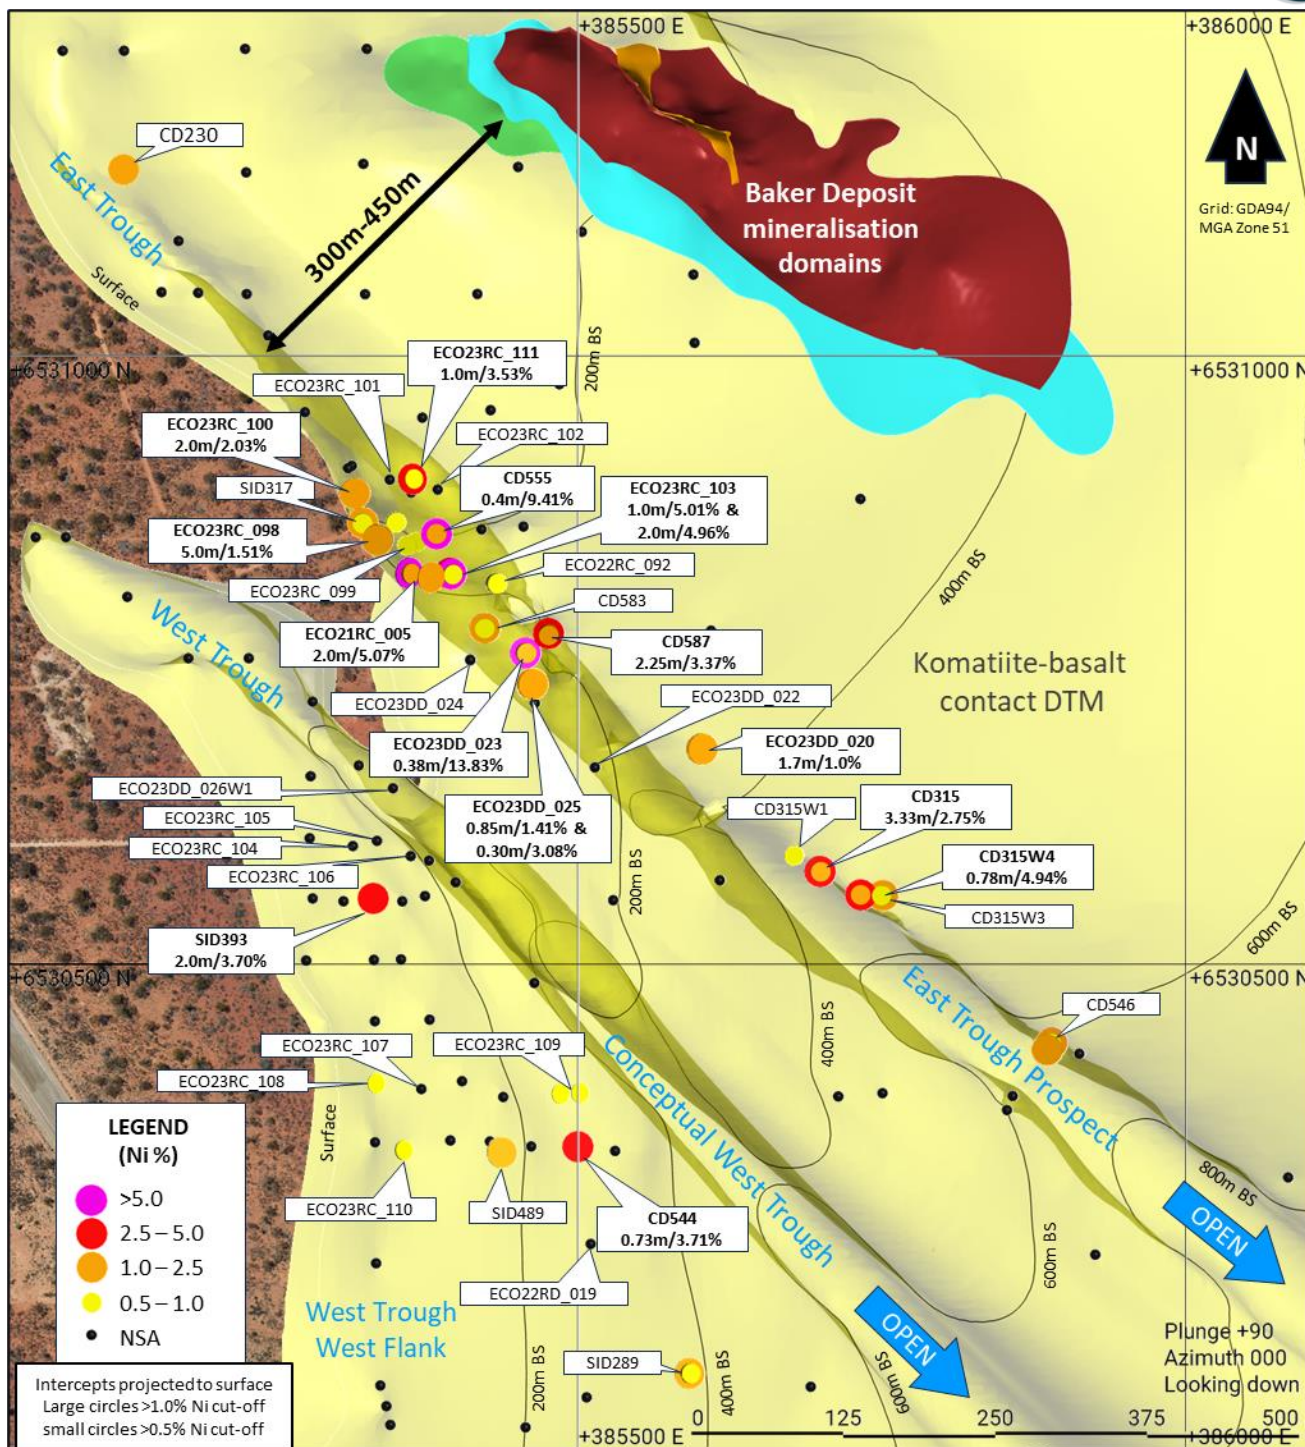 +385500 E
+386000 E
CD230
N
Grid: GDA94/
MGA Zone 51
East Trough
300m-450m
Baker Deposit
mineralisation
domains
Surface
200m BS
+6531000 N
+6531000 N
ECO23RC_111
1.0m/3.53%
ECO23RC_101
ECO23RC_100
2.0m/2.03%
ECO23RC_102
SID317
CD555
0.4m/9.41%
ECO23RC_103
1.0m/5.01% &
2.0m/4.96%
ECO23RC_098
5.0m/1.51%
ECO23RC_099
ECO22RC_092
400m BS
CD583
West Trough
ECO21RC_005
2.0m/5.07%
CD587
2.25m/3.37%
Komatiite-basalt
contact DTM
ECO23DD_024
ECO23DD_022
ECO23DD_023
0.38m/13.83%
ECO23DD_020
1.7m/1.0%
ECO23DD_026W1
ECO23DD_025
0.85m/1.41% &
0.30m/3.08%
CD315W1
CD315
3.33m/2.75%
ECO23RC_105
ECO23RC_104
ECO23RC_106
CD315W4
0.78m/4.94%
CD315W3
200m BS
600m BS
SID393
2.0m/3.70%
+6530500 N
+6530500 N
East Trough Prospect
CD546
400m BS
ECO23RC_107
ECO23RC_109
ECO23RC_108
Conceptual West Trough
Surface
LEGEND
(Ni %)
>5.0
2.5 – 5.0
1.0 – 2.5
0.5 – 1.0
NSA
ECO23RC_110
SID489
CD544
0.73m/3.71%
800m BS
OPEN
600m BS
ECO22RD_019
West Trough
West Flank
OPEN
Plunge +90
Azimuth 000
Looking down
SID289
200m BS
400m BS
600m BS
Intercepts projected to surface
Large circles >1.0% Ni cut-off
small circles >0.5% Ni cut-off
0 125 250 375 500
+385500 E
+386000 E